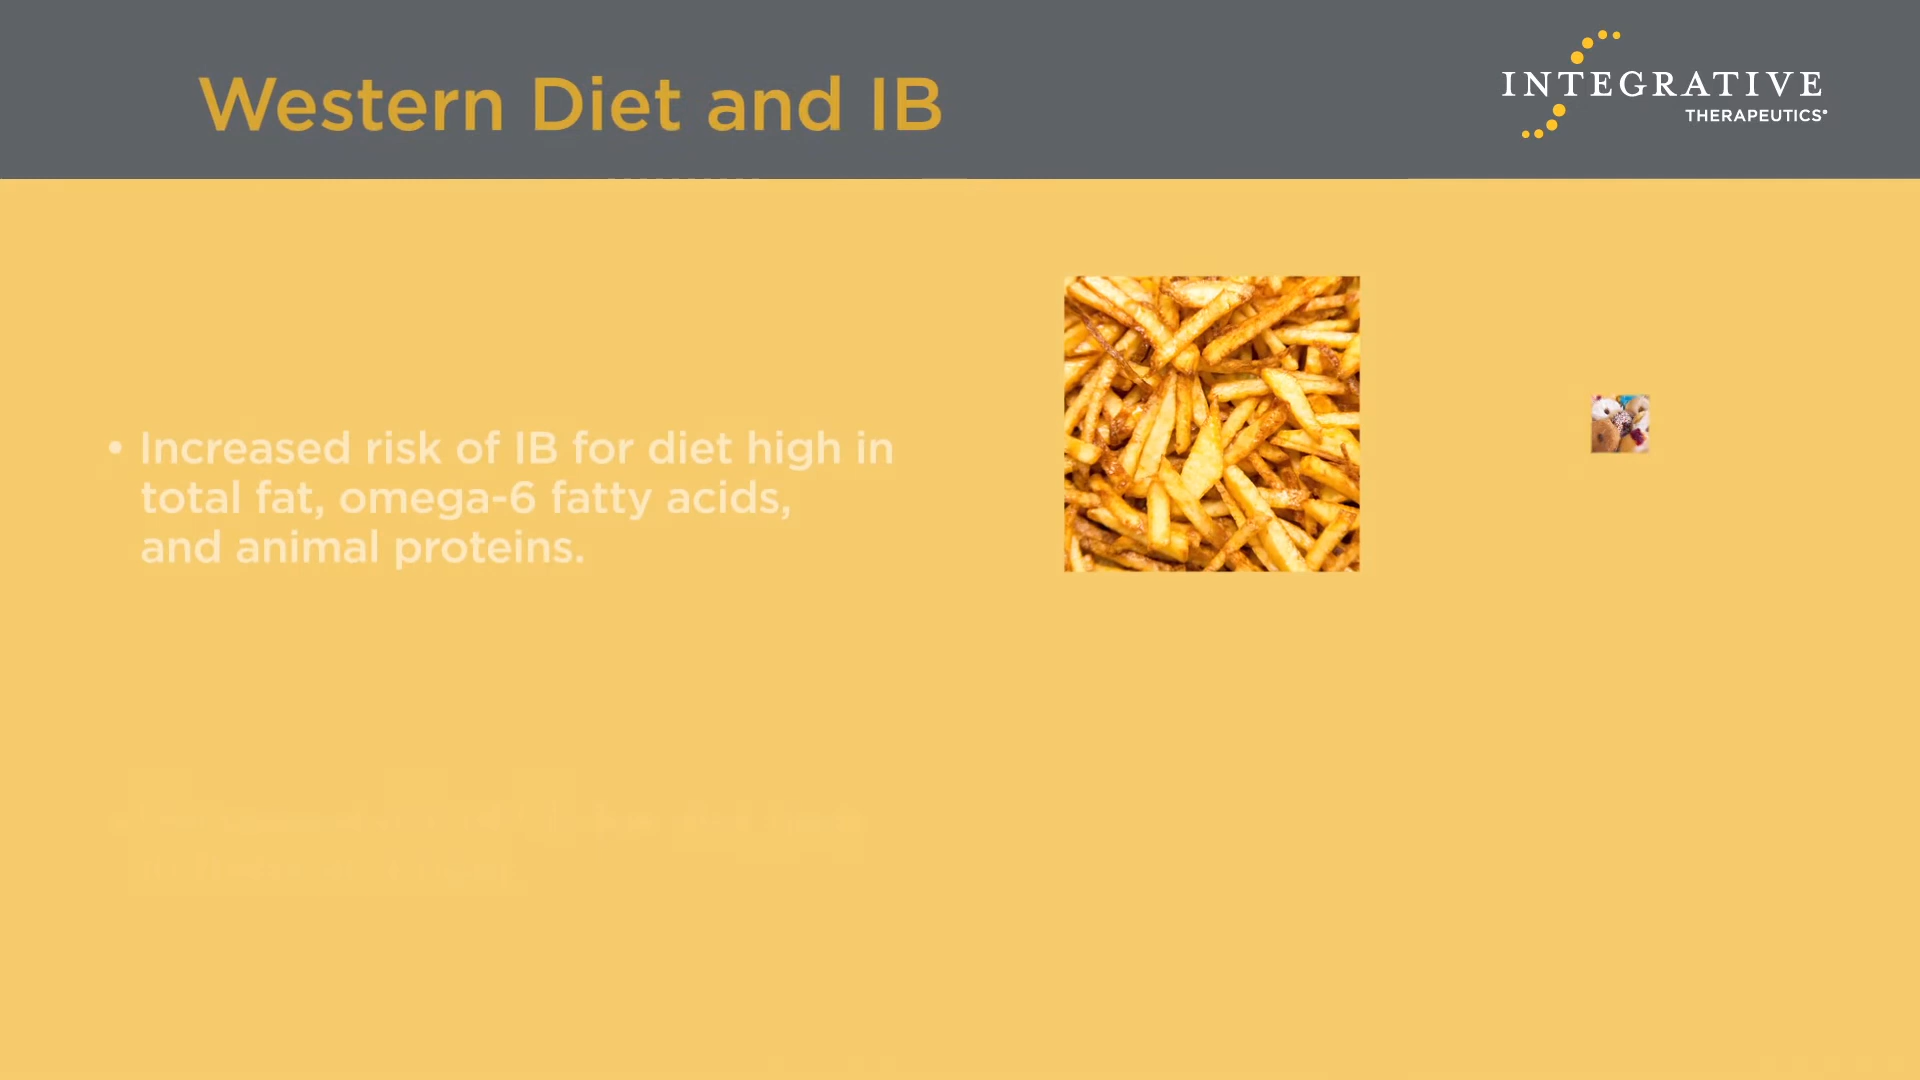 Western Diet and IB
INTEGRATIVE
THERAPEUTICS®
• Increased risk of IB for diet high in
total fat, omega-6 fatty acids,
and animal proteins.